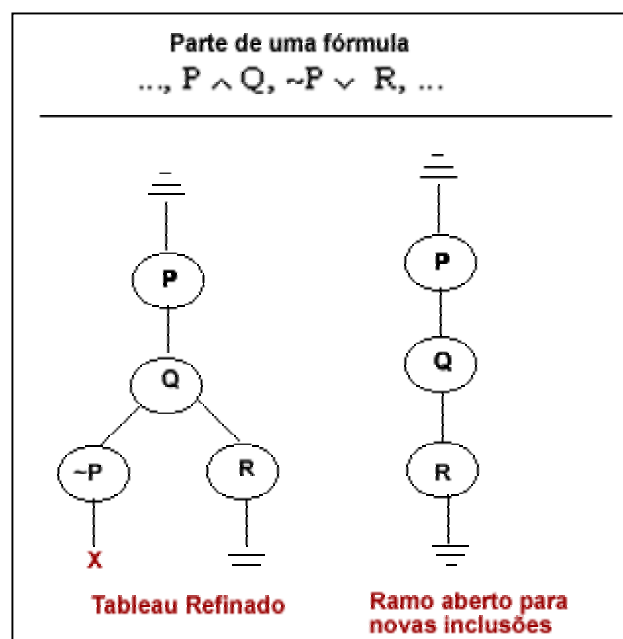 Parte de uma fórmula
..., P ∧ Q, ~P ∨ R, ...
P
Q
~P
R
X
Tableau Refinado
P
Q
R
Ramo aberto para
novas inclusões